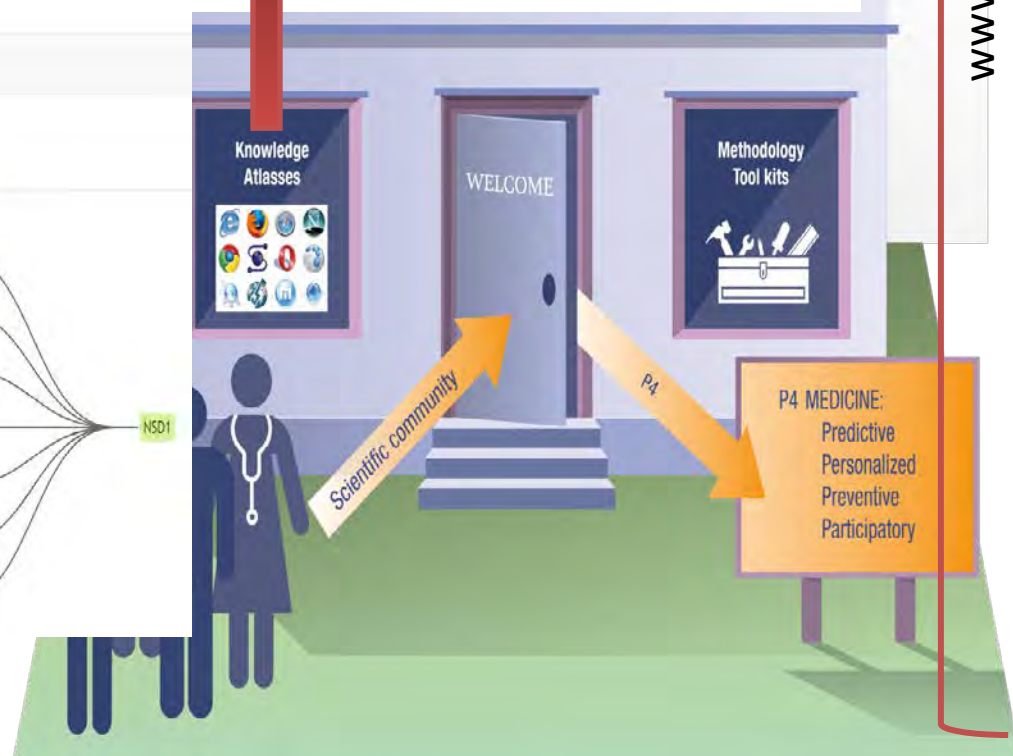 www
Knowledge
Atlasses
WELCOME
Methodology
Tool kits
NSD1
Scientific community
P4
P4 MEDICINE:
Predictive
Personalized
Preventive
Participatory